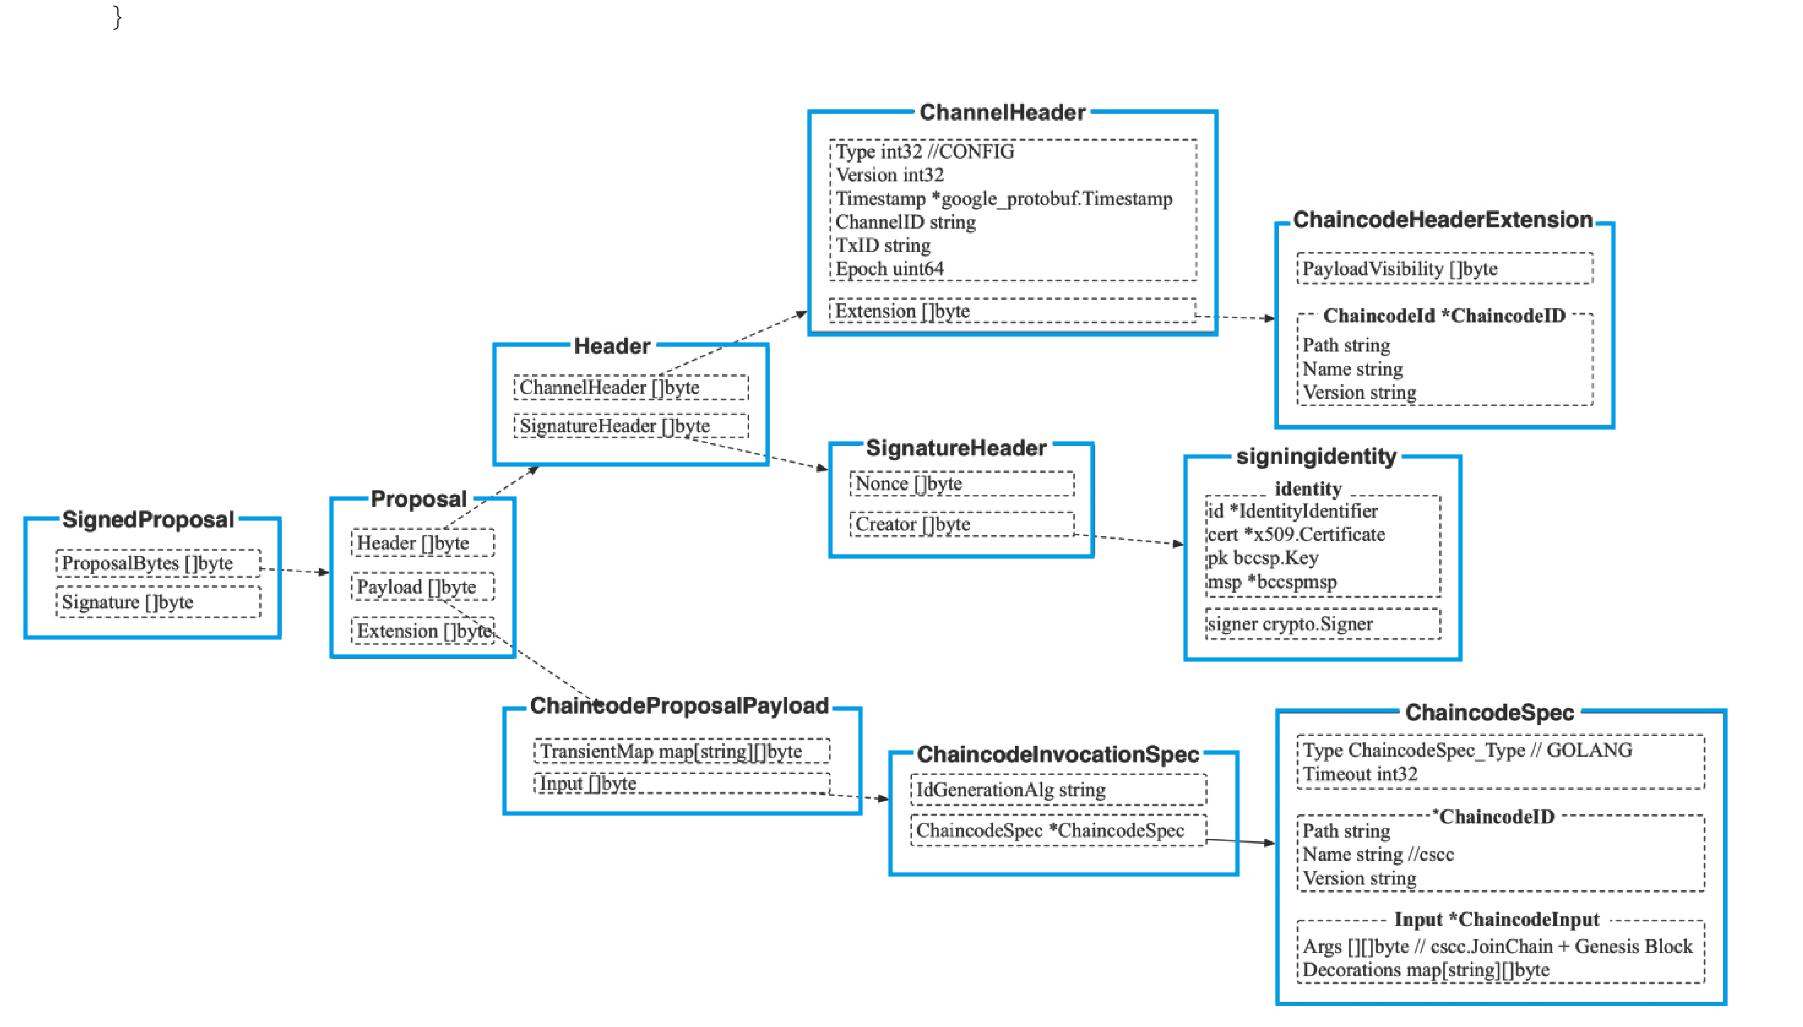 }
ChannelHeader
Type int32 //CONFIG
Version int32
Timestamp *google_protobuf.Timestamp
ChannelID string
TxID string
Epoch uint64
Extension []byte
ChaincodeHeaderExtension
PayloadVisibility []byte
ChaincodeId *ChaincodeID
Path string
Name string
Version string
Header
ChannelHeader []byte
SignatureHeader []byte
SignatureHeader
Nonce []byte
Creator []byte
signingidentity
identity
id *IdentityIdentifier
cert *x509.Certificate
pk bccsp.Key
msp *bccspmsp
signer crypto.Signer
SignedProposal
ProposalBytes []byte
Signature []byte
Proposal
Header []byte
Payload []byte
Extension []byte
ChaincodeProposalPayload
TransientMap map[string][]byte
Input []byte
ChaincodeInvocationSpec
IdGenerationAlg string
ChaincodeSpec *ChaincodeSpec
ChaincodeSpec
Type ChaincodeSpec_Type // GOLANG
Timeout int32
*ChaincodeID
Path string
Name string //cscc
Version string
Input *ChaincodeInput
Args [][]byte // cscc.JoinChain + Genesis Block
Decorations map[string][]byte